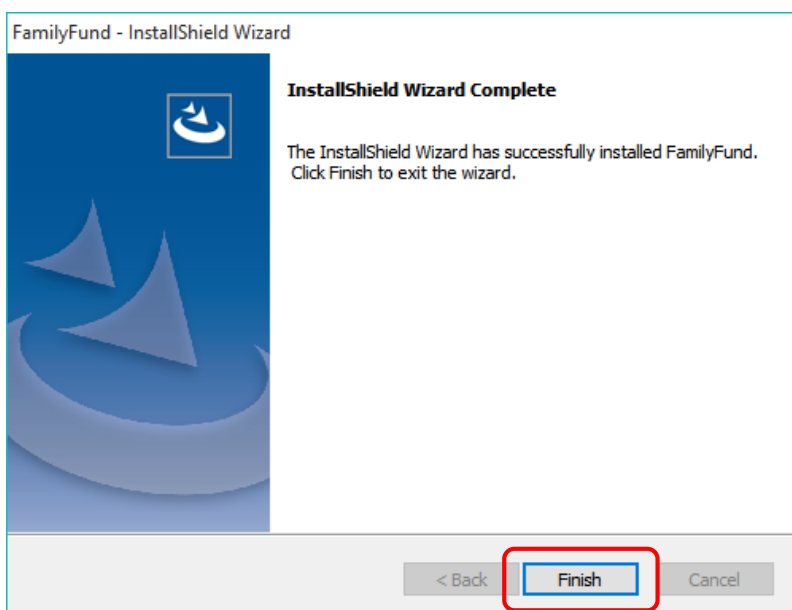 FamilyFund - InstallShield Wizard
InstallShield Wizard Complete
The InstallShield Wizard has successfully installed FamilyFund.
Click Finish to exit the wizard.
< Back
Finish
Cancel